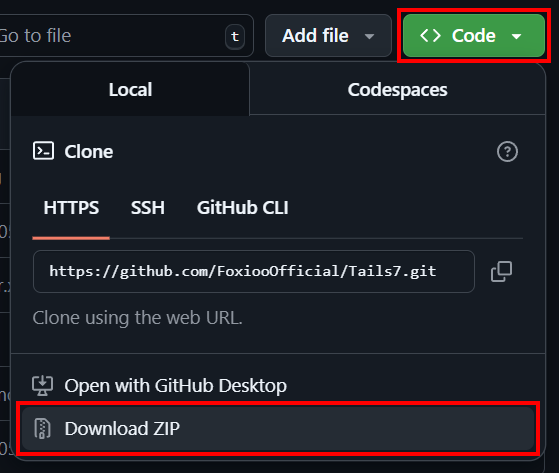 Go to file
t
Add file
<> Code
Local
Codespaces
Clone
HTTPS
SSH
GitHub CLI
https://github.com/FoxiooOfficial/Tails7.git
Clone using the web URL.
Open with GitHub Desktop
Download ZIP